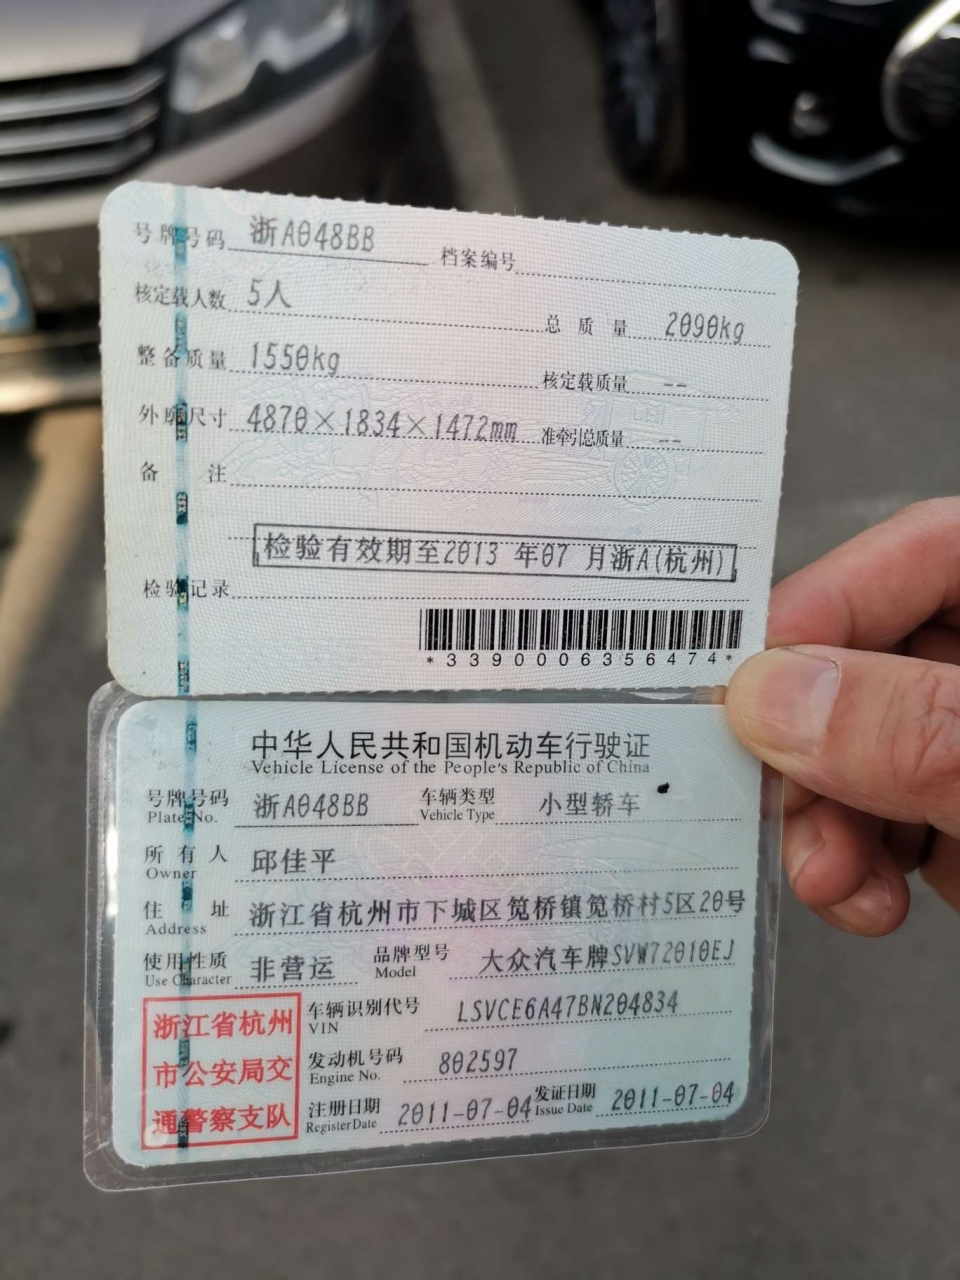 号牌号码 浙A048BB 档案编号
核定载人数 5人 总质量 2090kg
整备质量 1550kg 核定载质量 --
外廓尺寸 4870×1834×1472mm 准牵引总质量 --
备注
检验有效期至2013年07月浙A(杭州)
检验记录
*3390006356474*
中华人民共和国机动车行驶证
Vehicle License of the People's Republic of China
号牌号码 浙A048BB 车辆类型 小型轿车
Plate No. Vehicle Type
所有人 邱佳平
Owner
住址 浙江省杭州市下城区笕桥镇笕桥村5区20号
Address
使用性质 非营运 品牌型号 大众汽车牌SVW72010EJ
Use Character Model
浙江省杭州
市公安局交
通警察支队
车辆识别代号 LSVCE6A47BN204834
VIN
发动机号码 802597
Engine No.
注册日期 2011-07-04 发证日期 2011-07-04
Register Date Issue Date